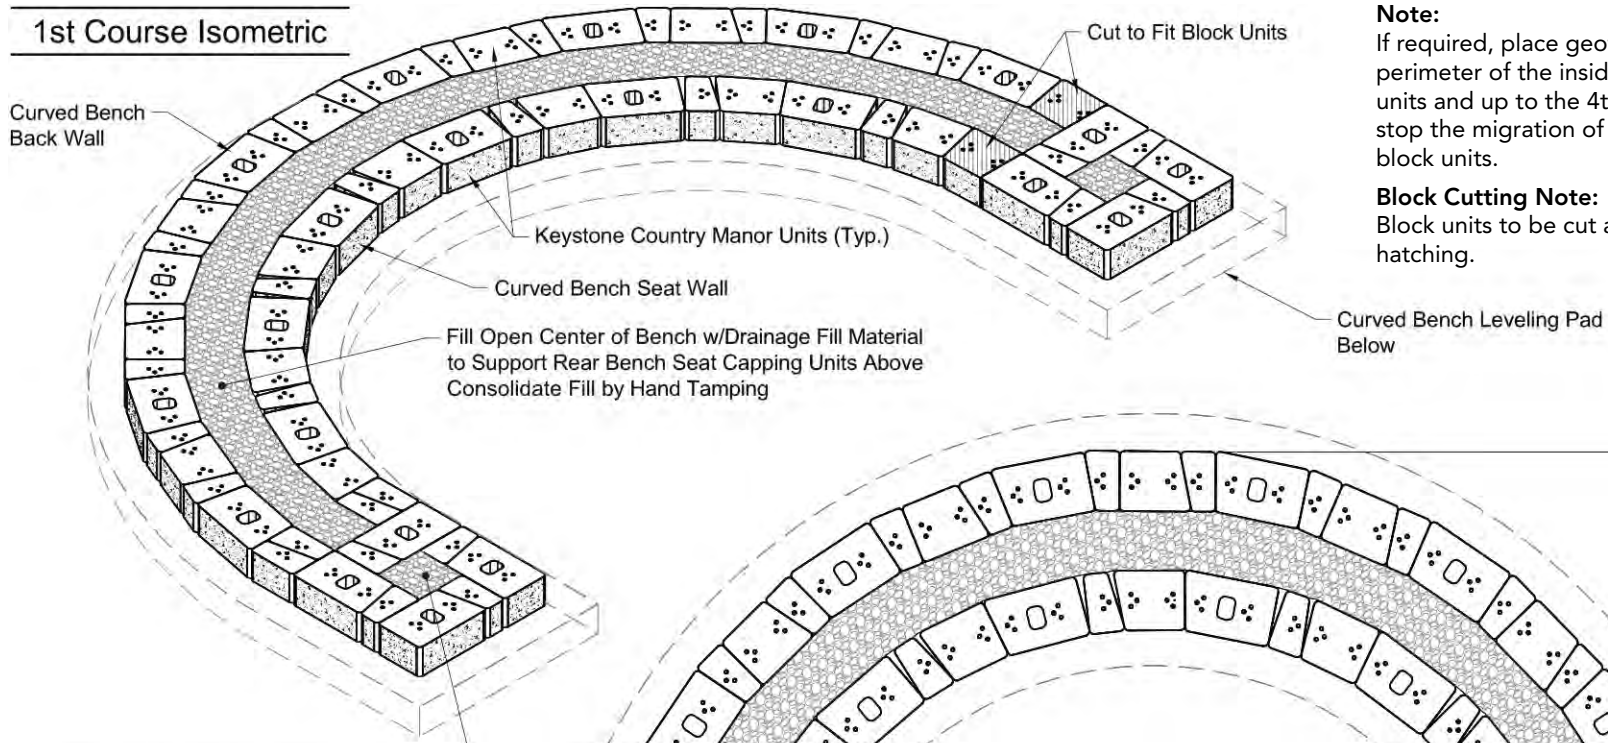 1st Course Isometric
Cut to Fit Block Units
Curved Bench
Back Wall
Keystone Country Manor Units (Typ.)
Curved Bench Seat Wall
Fill Open Center of Bench w/Drainage Fill Material
to Support Rear Bench Seat Capping Units Above
Consolidate Fill by Hand Tamping
Note:
If required, place geo
perimeter of the insid
units and up to the 4t
stop the migration of
block units.
Block Cutting Note:
Block units to be cut a
hatching.
Curved Bench Leveling Pad
Below